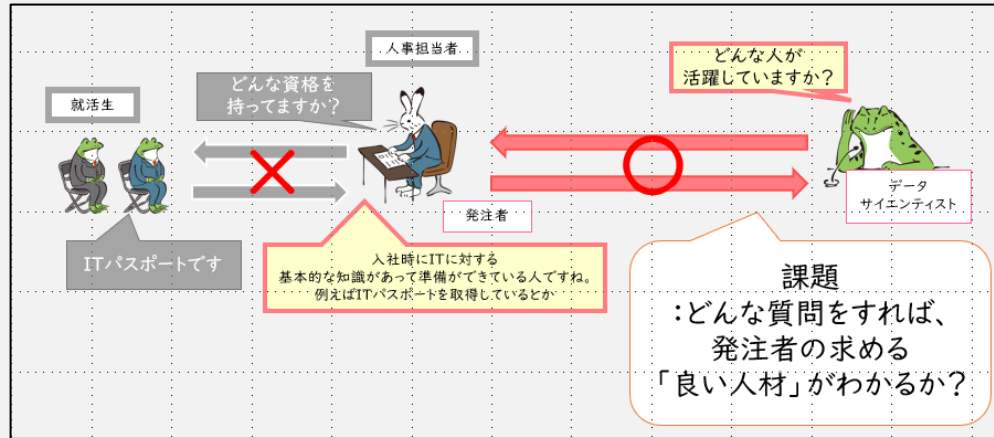 人事担当者
どんな人が
活躍していますか？
どんな資格を
持ってますか？
就活生
発注者
データ
サイエンティスト
ITパスポートです
入社時にITに対する
基本的な知識があって準備ができている人ですね。
例えばITパスポートを取得しているとか
課題
：どんな質問をすれば、
発注者の求める
「良い人材」がわかるか？